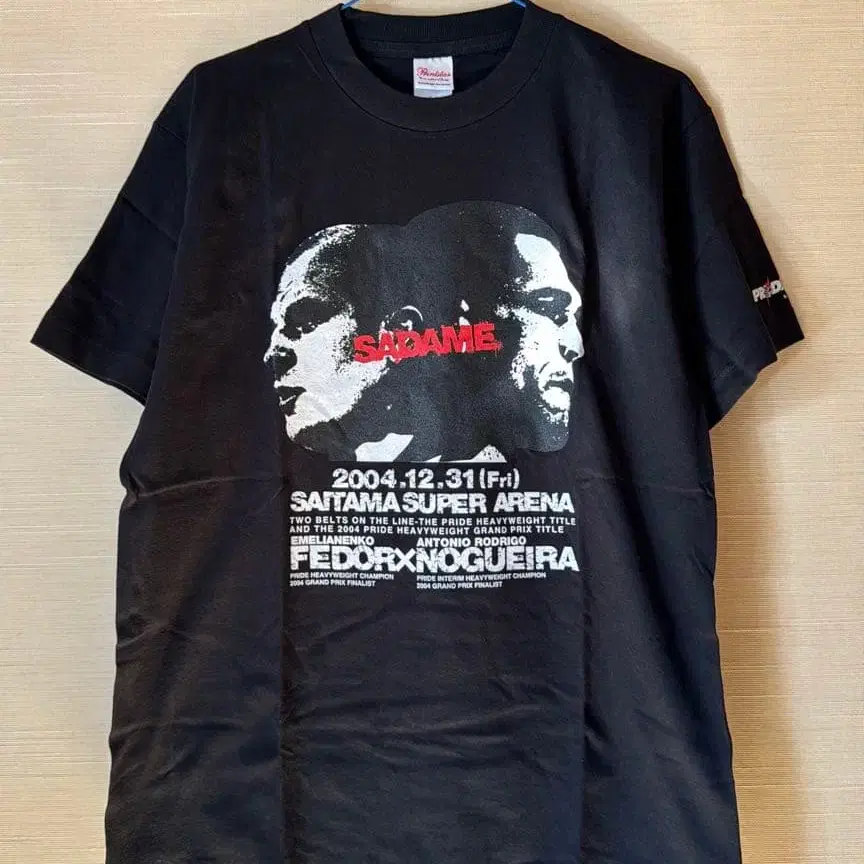 Printstar
SADAME
2004.12.31(Fri)
SAITAMA SUPER ARENA
TWO BELTS ON THE LINE-THE PRIDE HEAVYWEIGHT TITLE
AND THE 2004 PRIDE HEAVYWEIGHT GRAND PRIX TITLE
EMELIANENKO ANTONIO RODRIGO
FEDOR×NOGUEIRA
PRIDE HEAVYWEIGHT CHAMPION PRIDE INTERIM HEAVYWEIGHT CHAMPION
2004 GRAND PRIX FINALIST 2004 GRAND PRIX FINALIST